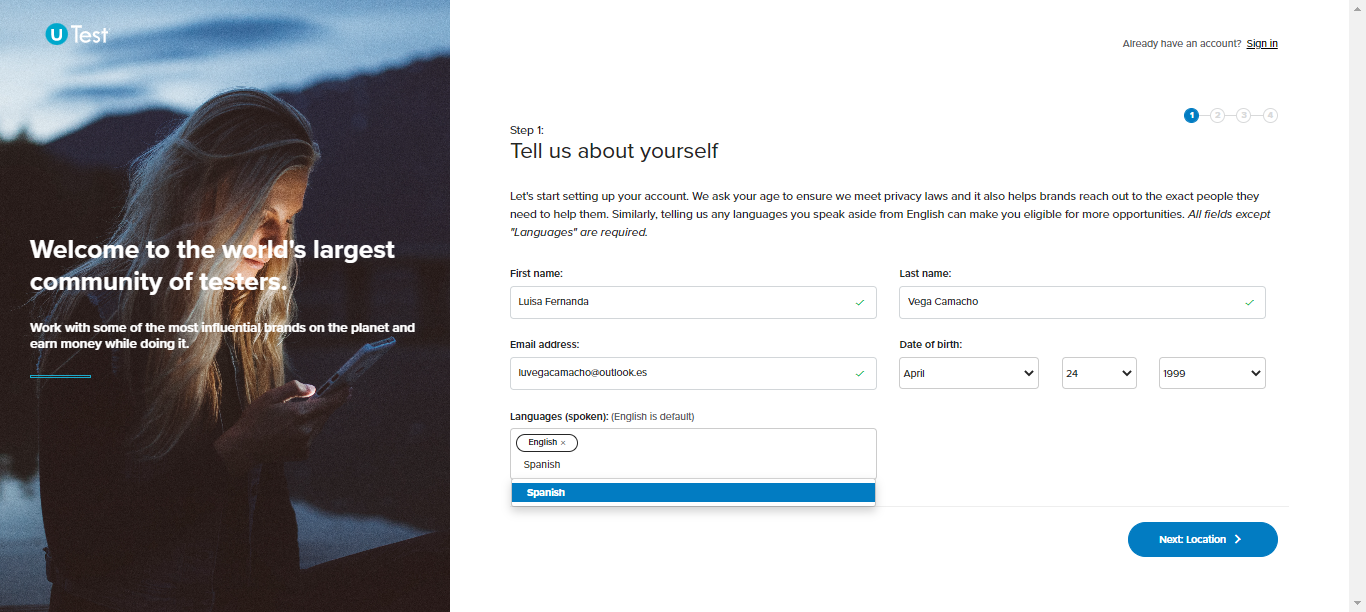 U Test
Already have an account? Sign in
1 2 3 4
Step 1:
Tell us about yourself
Let's start setting up your account. We ask your age to ensure we meet privacy laws and it also helps brands reach out to the exact people they
need to help them. Similarly, telling us any languages you speak aside from English can make you eligible for more opportunities. All fields except
"Languages" are required.
Welcome to the world's largest
community of testers.
Work with some of the most influential brands on the planet and
earn money while doing it.
First name:
Last name:
Luisa Fernanda
Vega Camacho
Email address:
Date of birth:
luvegacamacho@outlook.es
April
24
1999
Languages (spoken): (English is default)
English ×
Spanish
Spanish
Next: Location